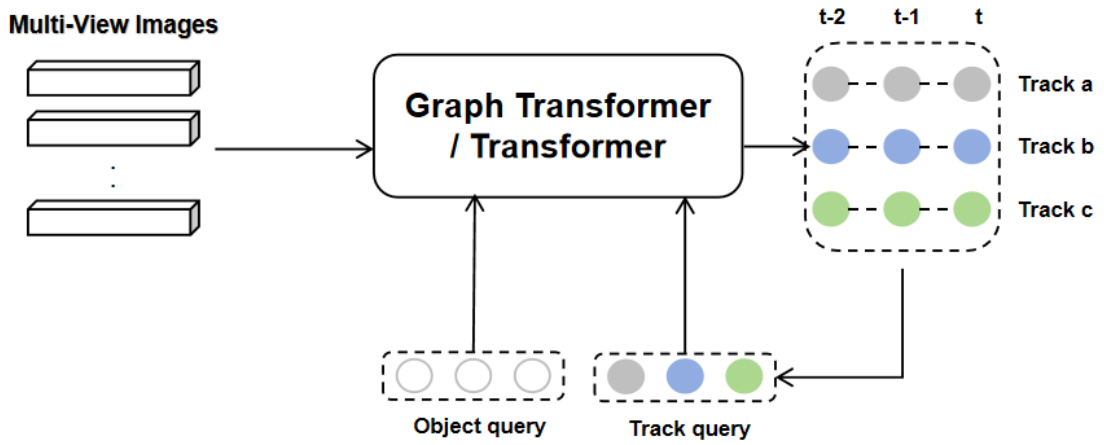 Multi-View Images
Graph Transformer
/ Transformer
t-2 t-1 t
Track a
Track b
Track c
Object query
Track query